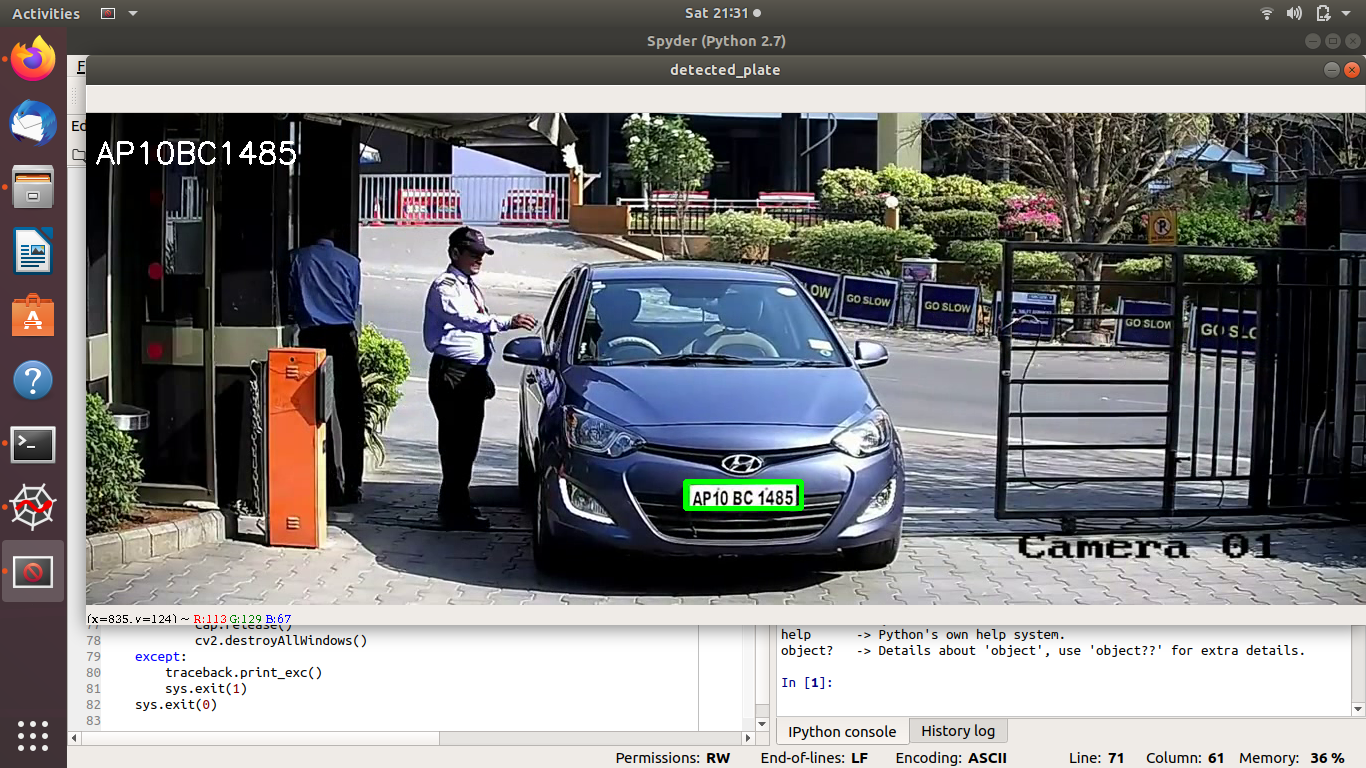 Activities
Sat 21:31
Spyder (Python 2.7)
detected_plate
F
AP10BC1485
GO SLOW
GO SLOW
GO SLOW
AP10 BC 1485
Camera 01
(x=835, y=124) ~ R:113 G:129 B:67
77 cap.release()
78 cv2.destroyAllWindows()
79 except:
80 traceback.print_exc()
81 sys.exit(1)
82 sys.exit(0)
83
help -> Python's own help system.
object? -> Details about 'object', use 'object??' for extra details.
In [1]:
IPython console
History log
Permissions: RW End-of-lines: LF Encoding: ASCII Line: 71 Column: 61 Memory: 36 %